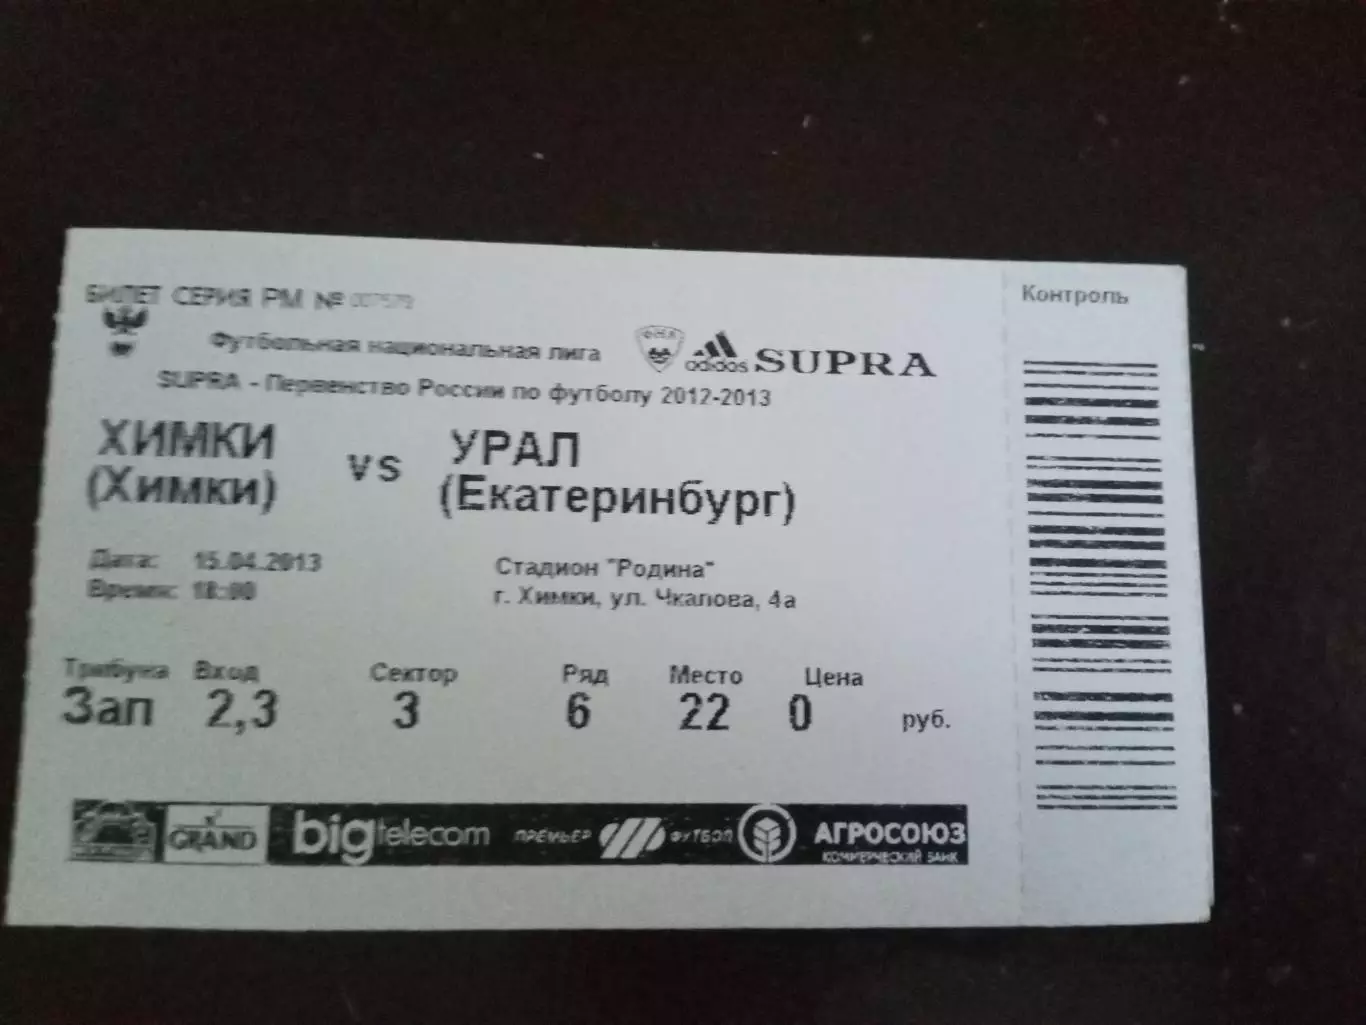 БИЛЕТ СЕРИЯ РМ № 007579
Контроль
Футбольная национальная лига ФНЛ adidas SUPRA
SUPRA - Первенство России по футболу 2012-2013
ХИМКИ vs УРАЛ
(Химки) (Екатеринбург)
Дата: 15.04.2013 Стадион "Родина"
Время: 18:00 г. Химки, ул. Чкалова, 4а
Трибуна Вход Сектор Ряд Место Цена
Зап 2,3 3 6 22 0 руб.
GRAND bigtelecom ПРЕМЬЕР ФУТБОЛ АГРОСОЮЗ
КОММЕРЧЕСКИЙ БАНК